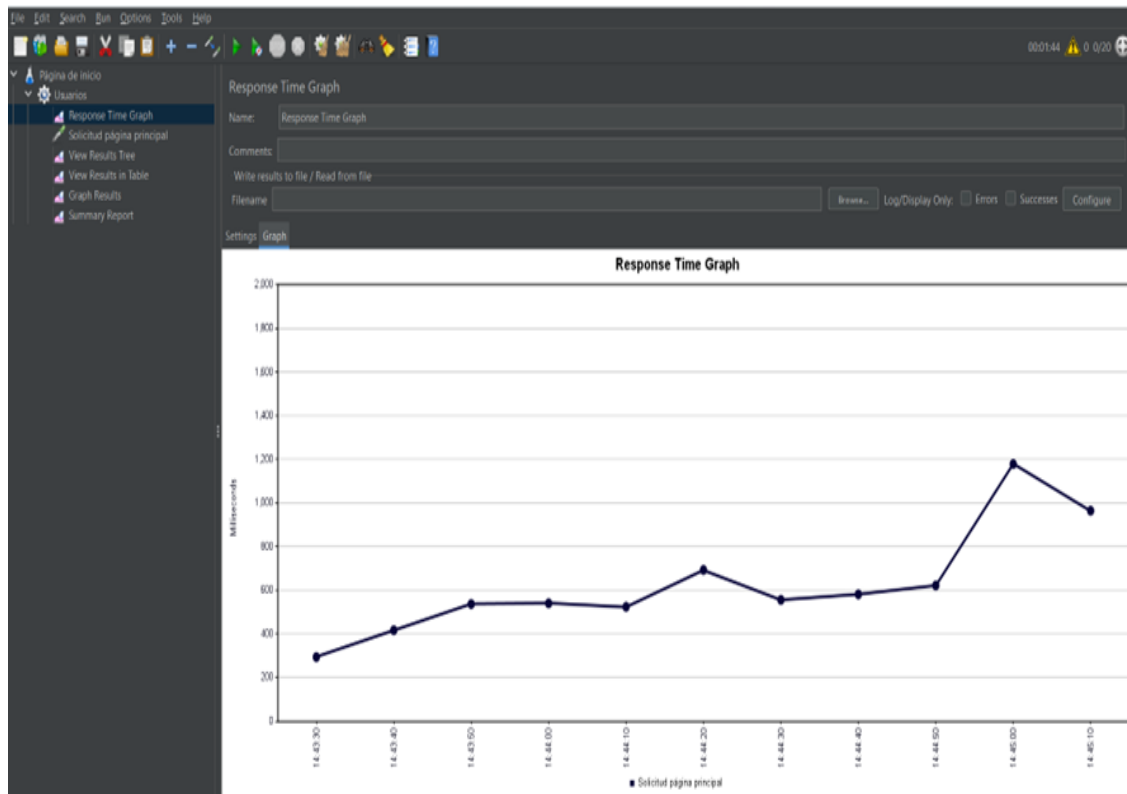 File Edit Search Run Options Tools Help
00:01:44 0 0/20
Página de inicio
Usuarios
Response Time Graph
Solicitud página principal
View Results Tree
View Results in Table
Graph Results
Summary Report
Response Time Graph
Name: Response Time Graph
Comments:
Write results to file / Read from file
Filename Browse... Log/Display Only: Errors Successes Configure
Settings Graph
Response Time Graph
2,000
1,800
1,600
1,400
1,200
1,000
800
600
400
200
0
Milliseconds
14:43:30 14:43:40 14:43:50 14:44:00 14:44:10 14:44:20 14:44:30 14:44:40 14:44:50 14:45:00 14:45:10
Solicitud página principal